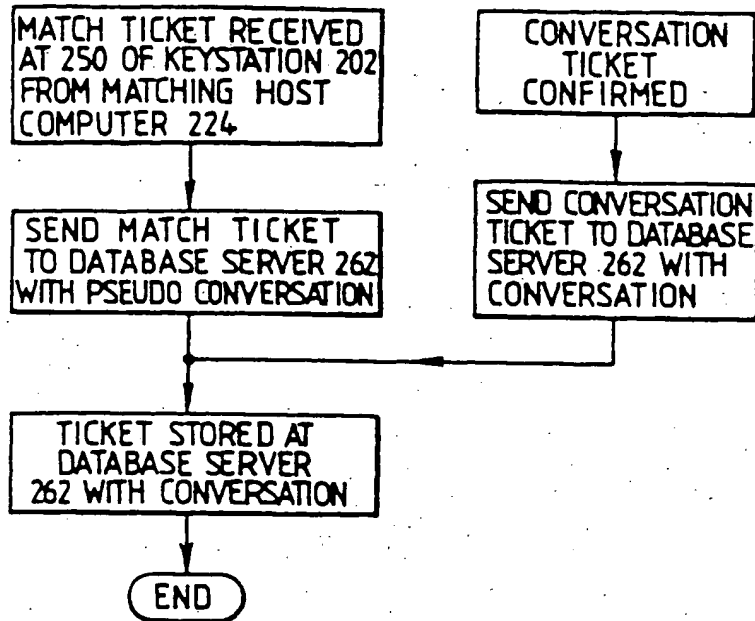 MATCH TICKET RECEIVED
AT 250 OF KEYSTATION 202
FROM MATCHING HOST
COMPUTER 224
CONVERSATION
TICKET
CONFIRMED
SEND MATCH TICKET
TO DATABASE SERVER 262
WITH PSEUDO CONVERSATION
SEND CONVERSATION
TICKET TO DATABASE
SERVER 262 WITH
CONVERSATION
TICKET STORED AT
DATABASE SERVER
262 WITH CONVERSATION
END